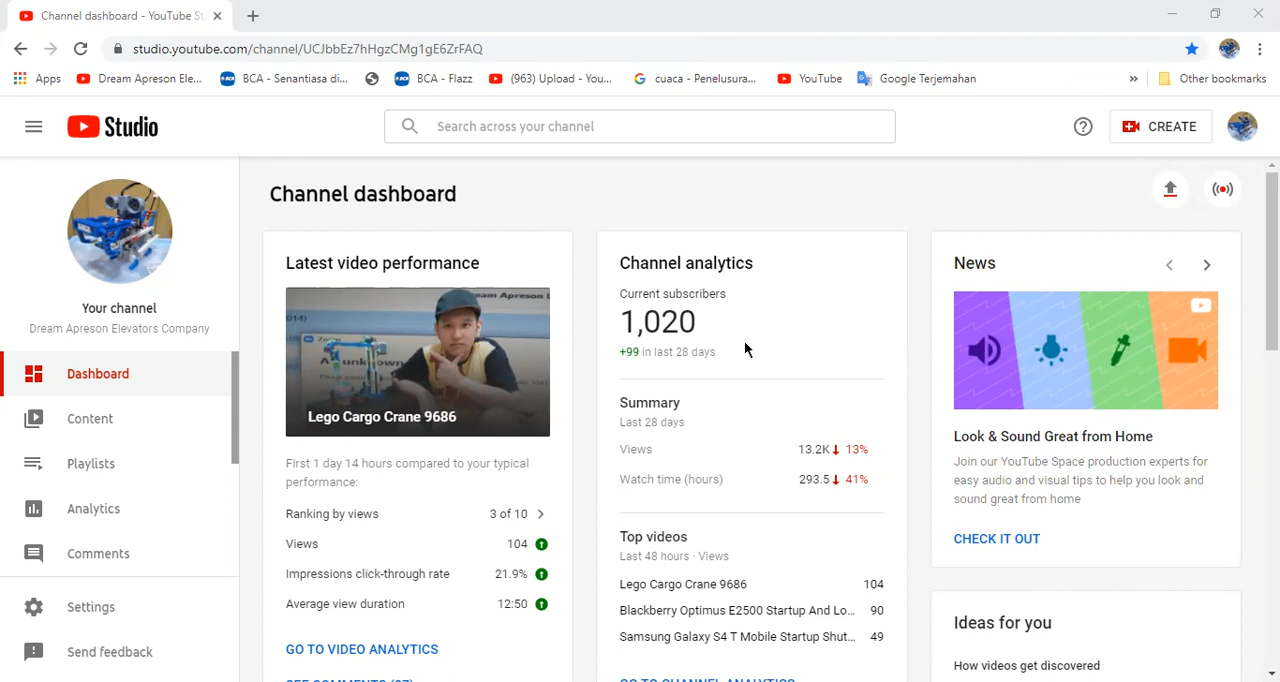 Channel dashboard - YouTube St
studio.youtube.com/channel/UCJbbEz7hHgzCMg1gE6ZrFAQ
Apps
Dream Apreson Ele...
BCA - Senantiasa di...
BCA - Flazz
(963) Upload - You...
cuaca - Penelusura...
YouTube
Google Terjemahan
»
Other bookmarks
Studio
Search across your channel
CREATE
Your channel
Dream Apreson Elevators Company
Dashboard
Content
Playlists
Analytics
Comments
Settings
Send feedback
Channel dashboard
Latest video performance
Lego Cargo Crane 9686
First 1 day 14 hours compared to your typical
performance:
Ranking by views 3 of 10
Views 104
Impressions click-through rate 21.9%
Average view duration 12:50
GO TO VIDEO ANALYTICS
Channel analytics
Current subscribers
1,020
+99 in last 28 days
Summary
Last 28 days
Views 13.2K 13%
Watch time (hours) 293.5 41%
Top videos
Last 48 hours · Views
Lego Cargo Crane 9686 104
Blackberry Optimus E2500 Startup And Lo... 90
Samsung Galaxy S4 T Mobile Startup Shut... 49
GO TO CHANNEL ANALYTICS
News
Look & Sound Great from Home
Join our YouTube Space production experts for
easy audio and visual tips to help you look and
sound great from home
CHECK IT OUT
Ideas for you
How videos get discovered